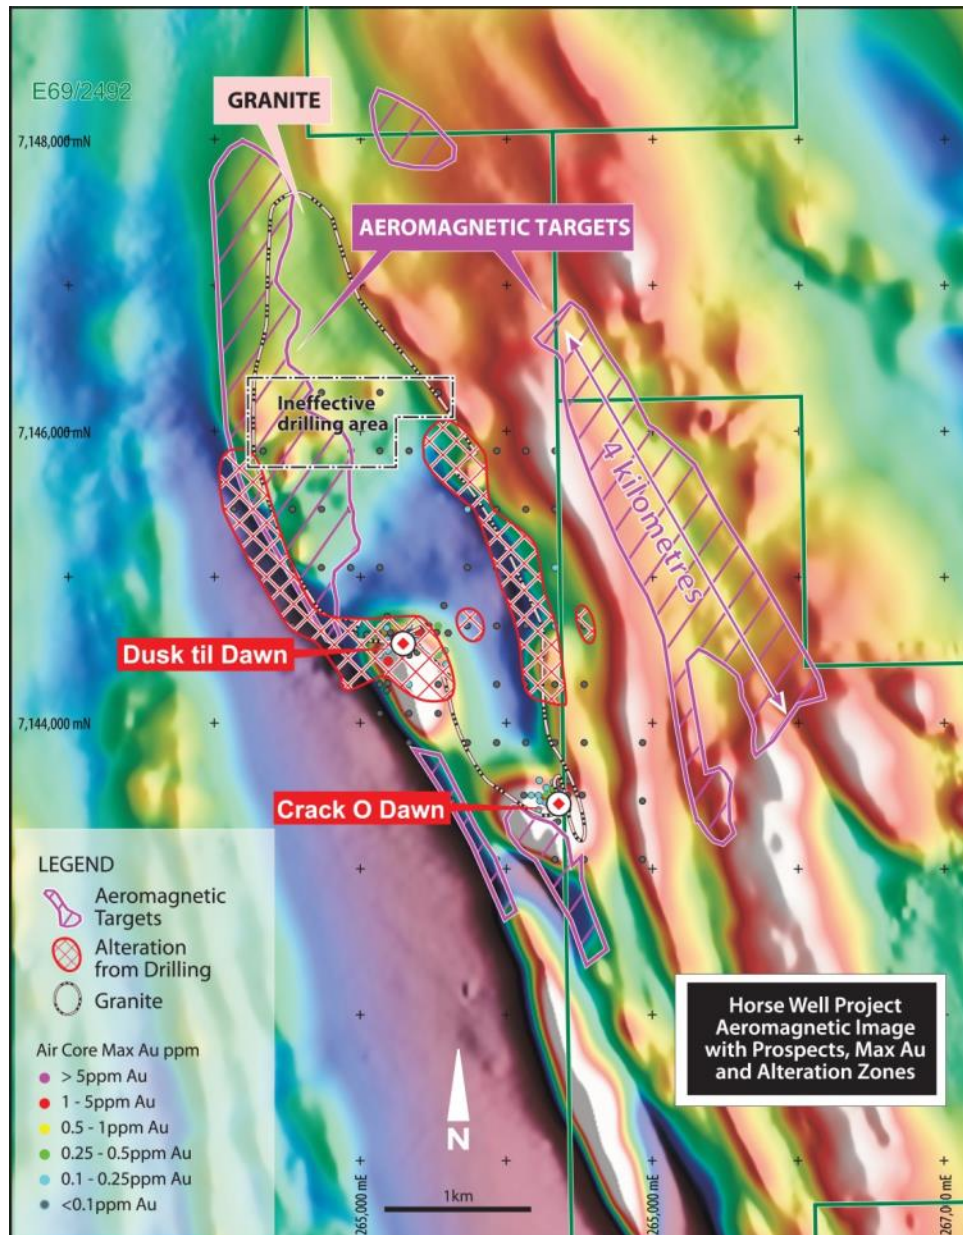 E69/2492
GRANITE
7,148,000 mN
AEROMAGNETIC TARGETS
Ineffective
drilling area
7,146,000 mN
4 kilometres
Dusk til Dawn
7,144,000 mN
Crack O Dawn
LEGEND
Aeromagnetic
Targets
Alteration
from Drilling
Granite
Air Core Max Au ppm
> 5ppm Au
1 - 5ppm Au
0.5 - 1ppm Au
0.25 - 0.5ppm Au
0.1 - 0.25ppm Au
<0.1ppm Au
N
1km
Horse Well Project
Aeromagnetic Image
with Prospects, Max Au
and Alteration Zones
265,000 mE
265,000 mE
267,000 mE